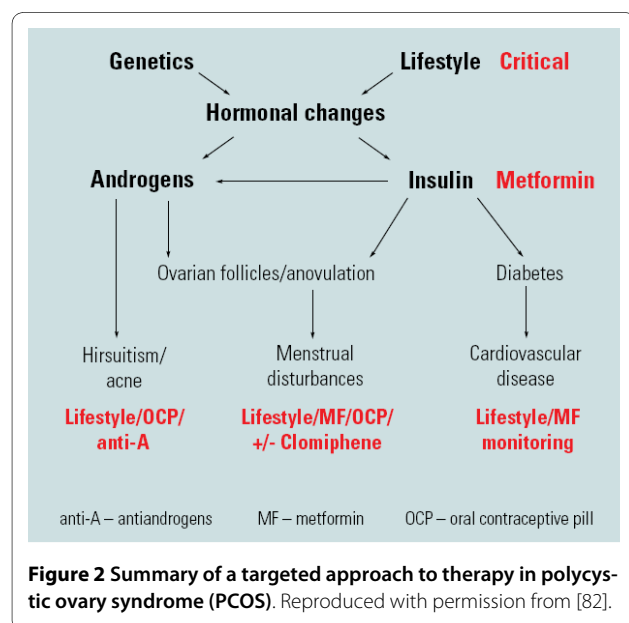 Genetics
Lifestyle Critical
Hormonal changes
Androgens
Insulin Metformin
Ovarian follicles/anovulation
Diabetes
Hirsuitism/
acne
Menstrual
disturbances
Cardiovascular
disease
Lifestyle/OCP/
anti-A
Lifestyle/MF/OCP/
+/- Clomiphene
Lifestyle/MF
monitoring
anti-A – antiandrogens
MF – metformin
OCP – oral contraceptive pill
Figure 2 Summary of a targeted approach to therapy in polycys-
tic ovary syndrome (PCOS). Reproduced with permission from [82].